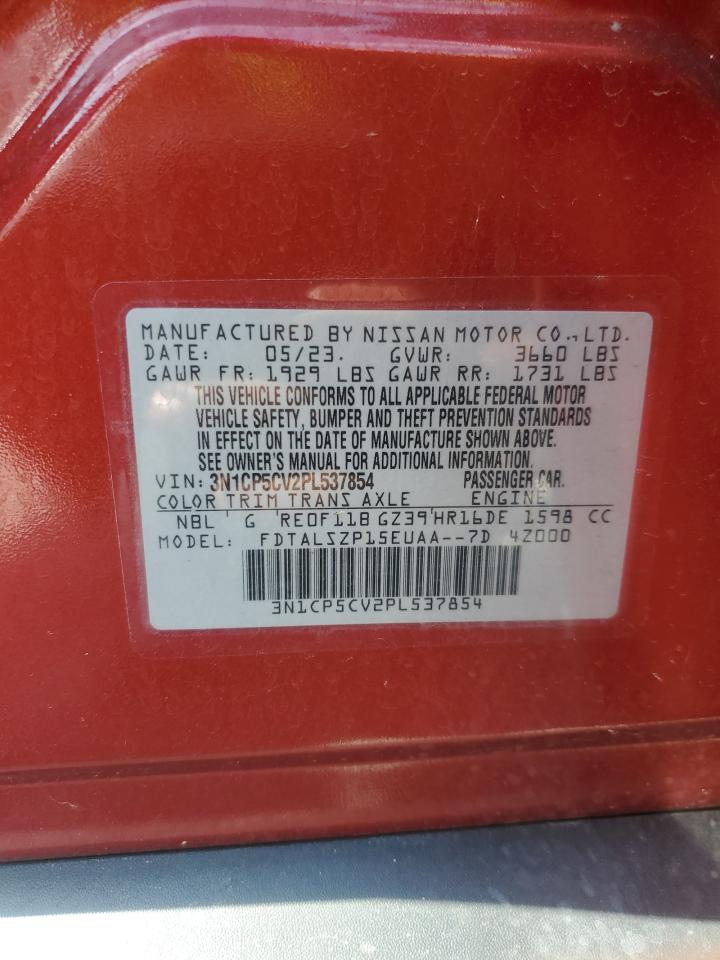 MANUFACTURED BY NISSAN MOTOR CO.,LTD.
DATE: 05/23. GVWR: 3660 LBS
GAWR FR: 1929 LBS GAWR RR: 1731 LBS
THIS VEHICLE CONFORMS TO ALL APPLICABLE FEDERAL MOTOR
VEHICLE SAFETY, BUMPER AND THEFT PREVENTION STANDARDS
IN EFFECT ON THE DATE OF MANUFACTURE SHOWN ABOVE.
SEE OWNER'S MANUAL FOR ADDITIONAL INFORMATION.
VIN: 3N1CP5CV2PL537854 PASSENGER CAR.
COLOR TRIM TRANS AXLE ENGINE
NBL ' G 'RE0F11B GZ39'HR16DE 1598 CC
MODEL: FDTALSZP15EUAA--7D 4Z000
3N1CP5CV2PL537854